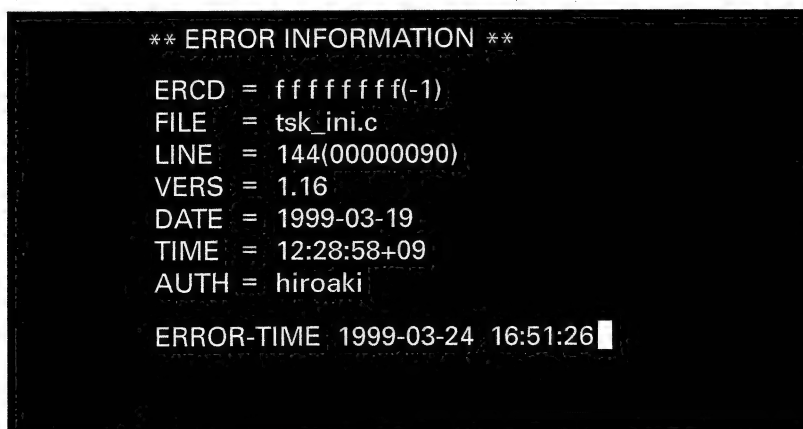 ** ERROR INFORMATION **
ERCD = f f f f f f f f(-1)
FILE = tsk_ini.c
LINE = 144(00000090)
VERS = 1.16
DATE = 1999-03-19
TIME = 12:28:58+09
AUTH = hiroaki
ERROR-TIME 1999-03-24 16:51:26